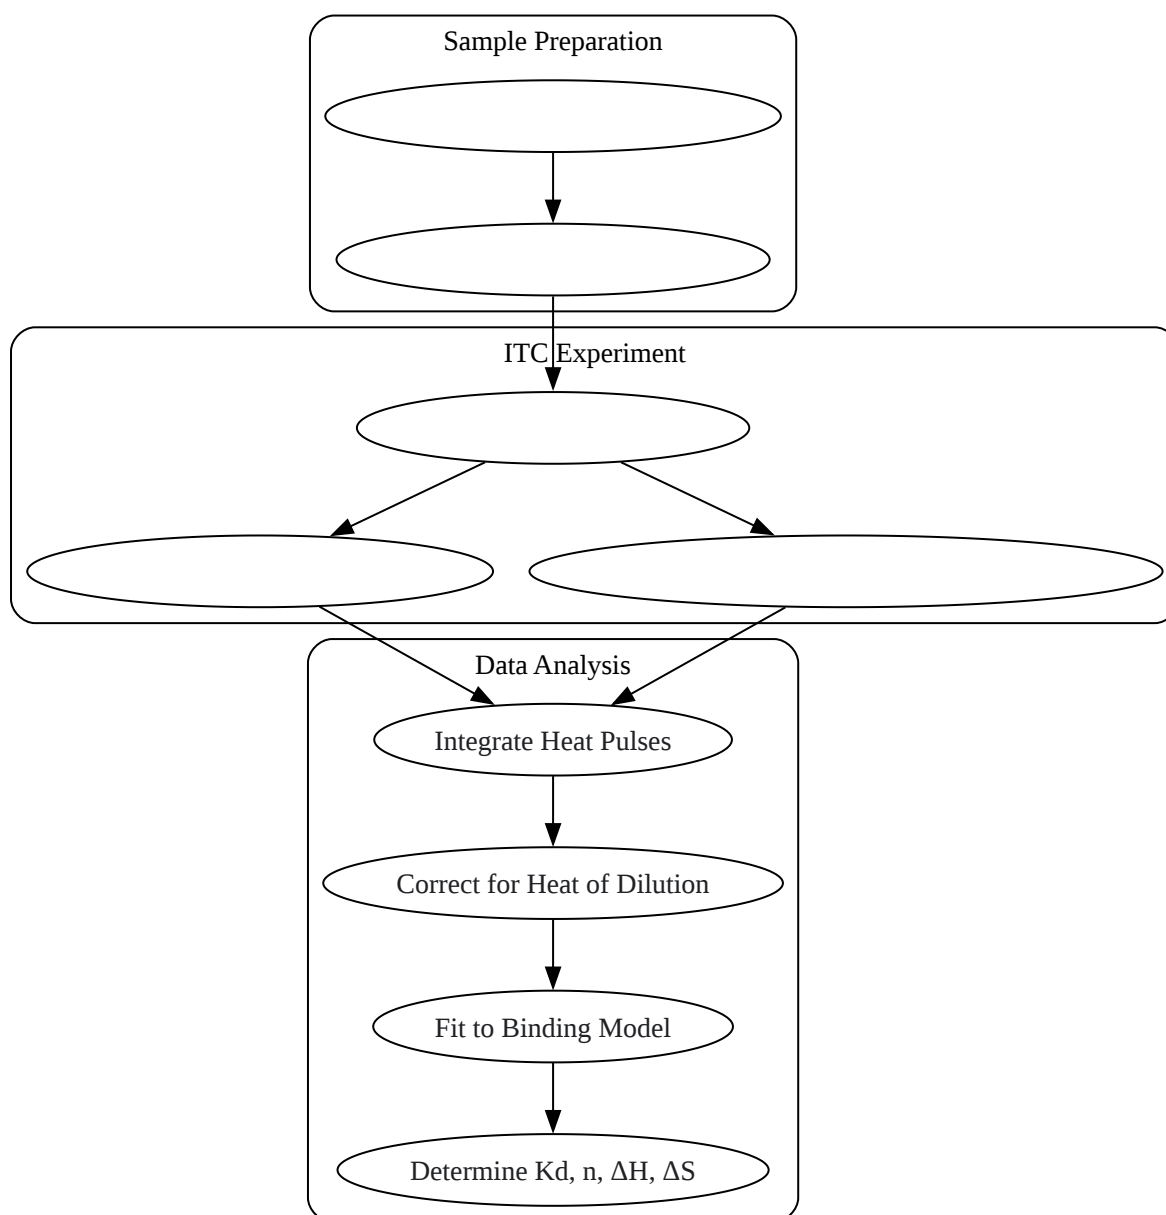 Sample Preparation
ITC Experiment
Data Analysis
Integrate Heat Pulses
Correct for Heat of Dilution
Fit to Binding Model
Determine Kd, n, ΔH, ΔS